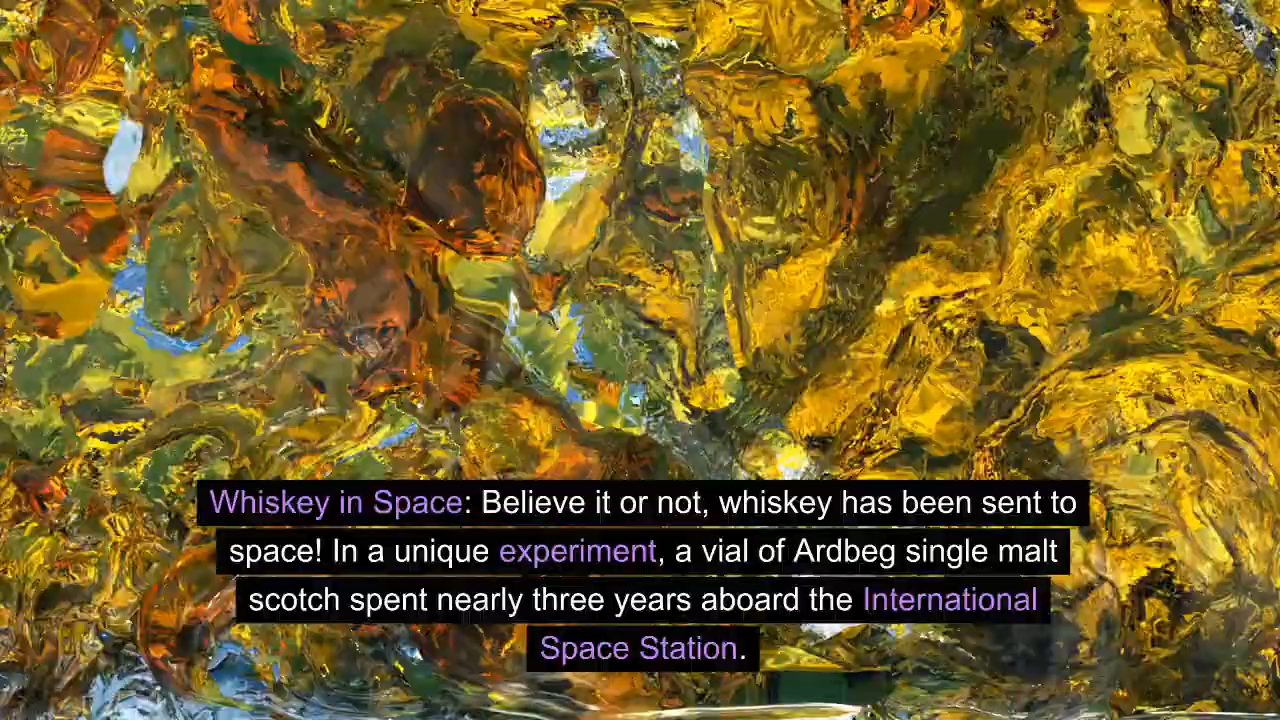 Whiskey in Space: Believe it or not, whiskey has been sent to
space! In a unique experiment, a vial of Ardbeg single malt
scotch spent nearly three years aboard the International
Space Station.